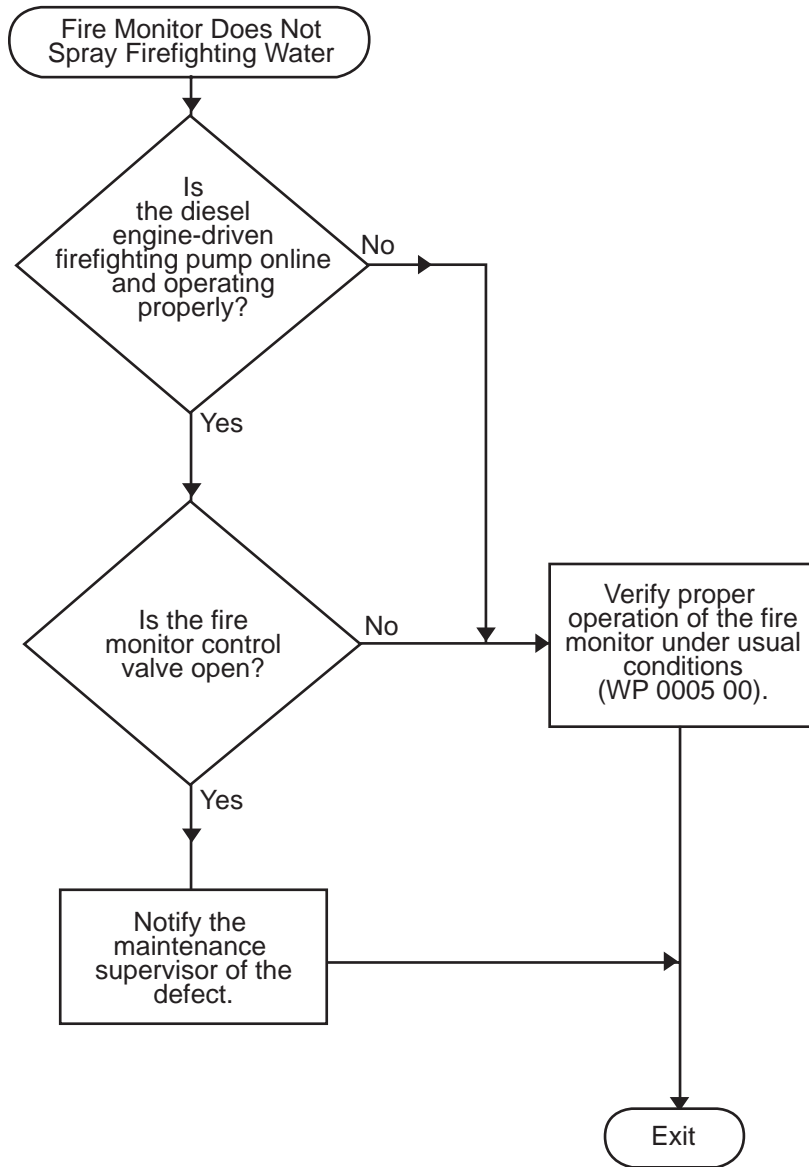 Fire Monitor Does Not
Spray Firefighting Water
Is
the diesel
engine-driven
firefighting pump online
and operating
properly?
No
Yes
Is the fire
monitor control
valve open?
No
Verify proper
operation of the fire
monitor under usual
conditions
(WP 0005 00).
Yes
Notify the
maintenance
supervisor of the
defect.
Exit